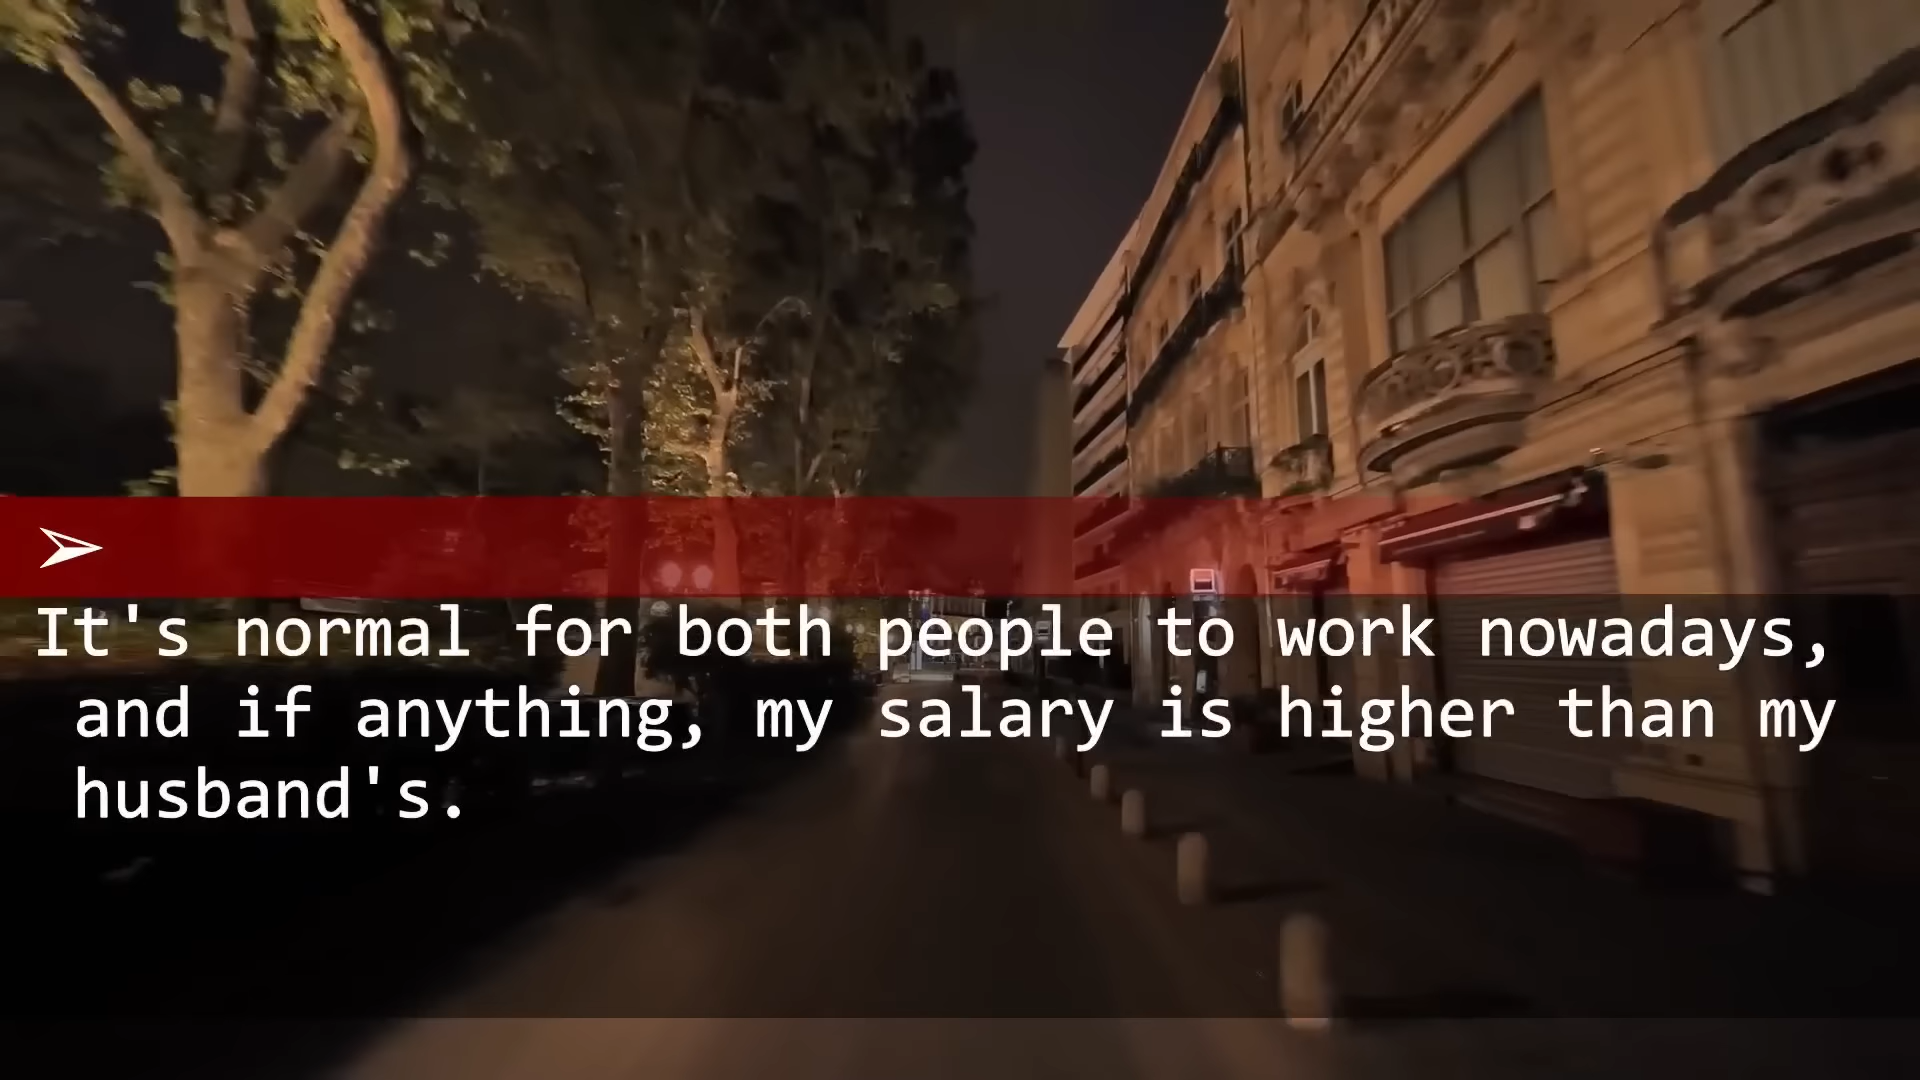 It's normal for both people to work nowadays,
and if anything, my salary is higher than my
husband's.